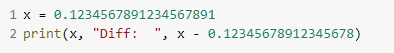 1 x = 0.1234567891234567891
2 print(x, "Diff:  ", x - 0.12345678912345678)